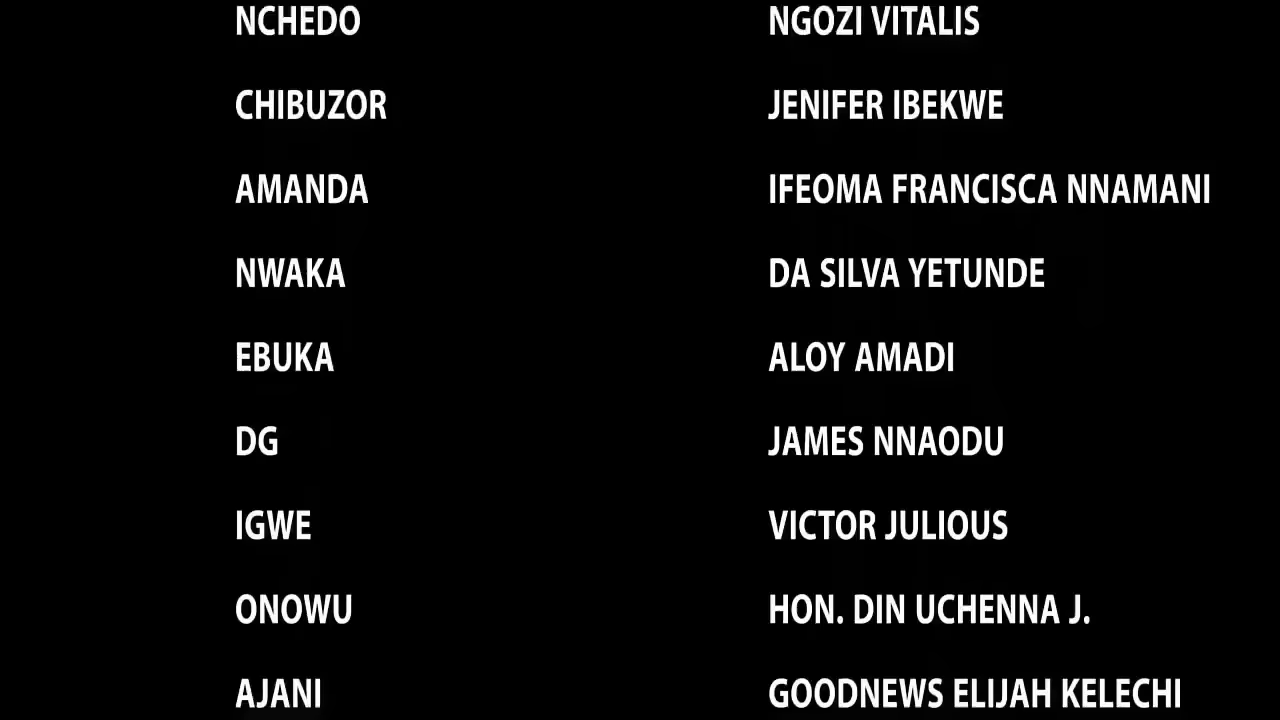 NCHEDO NGOZI VITALIS
CHIBUZOR JENIFER IBEKWE
AMANDA IFEOMA FRANCISCA NNAMANI
NWAKA DA SILVA YETUNDE
EBUKA ALOY AMADI
DG JAMES NNAODU
IGWE VICTOR JULIOUS
ONOWU HON. DIN UCHENNA J.
AJANI GOODNEWS ELIJAH KELECHI